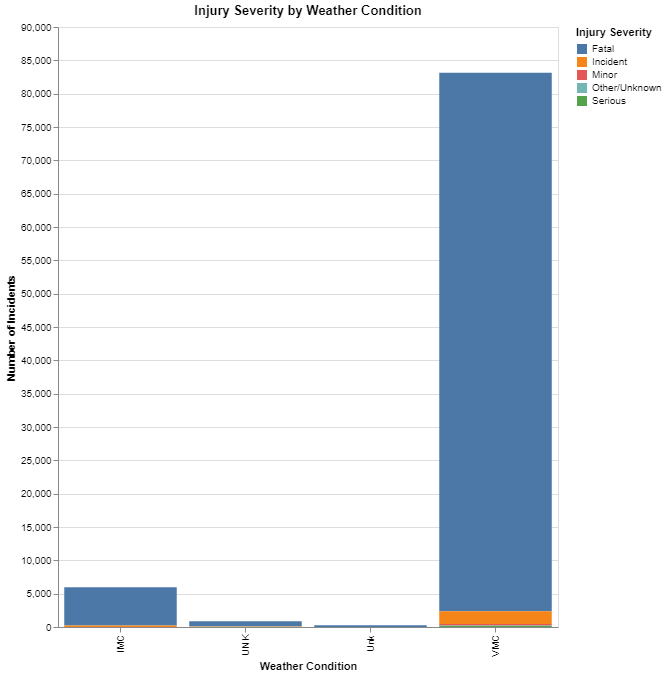 Injury Severity by Weather Condition
90,000
85,000
80,000
75,000
70,000
65,000
60,000
55,000
50,000
45,000
40,000
35,000
30,000
25,000
20,000
15,000
10,000
5,000
0
Number of Incidents
IMC
UNK
Unk
VMC
Weather Condition
Injury Severity
Fatal
Incident
Minor
Other/Unknown
Serious